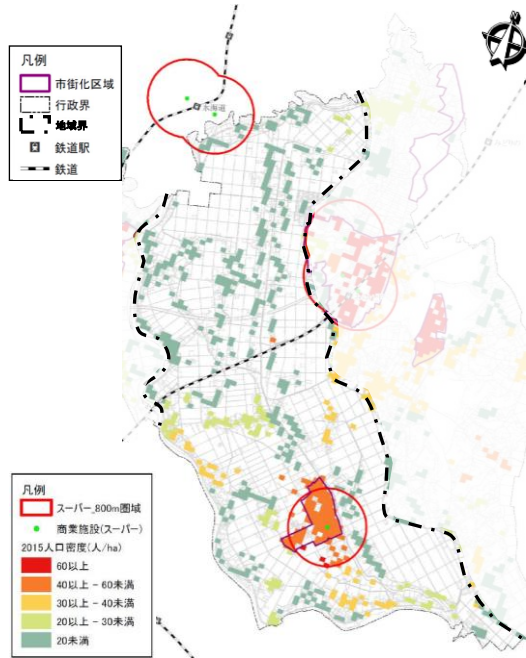 凡例
市街化区域
行政界
地域界
鉄道駅
鉄道
水海道
凡例
スーパー_800m圏域
商業施設(スーパー)
2015人口密度(人/ha)
60以上
40以上 - 60未満
30以上 - 40未満
20以上 - 30未満
20未満